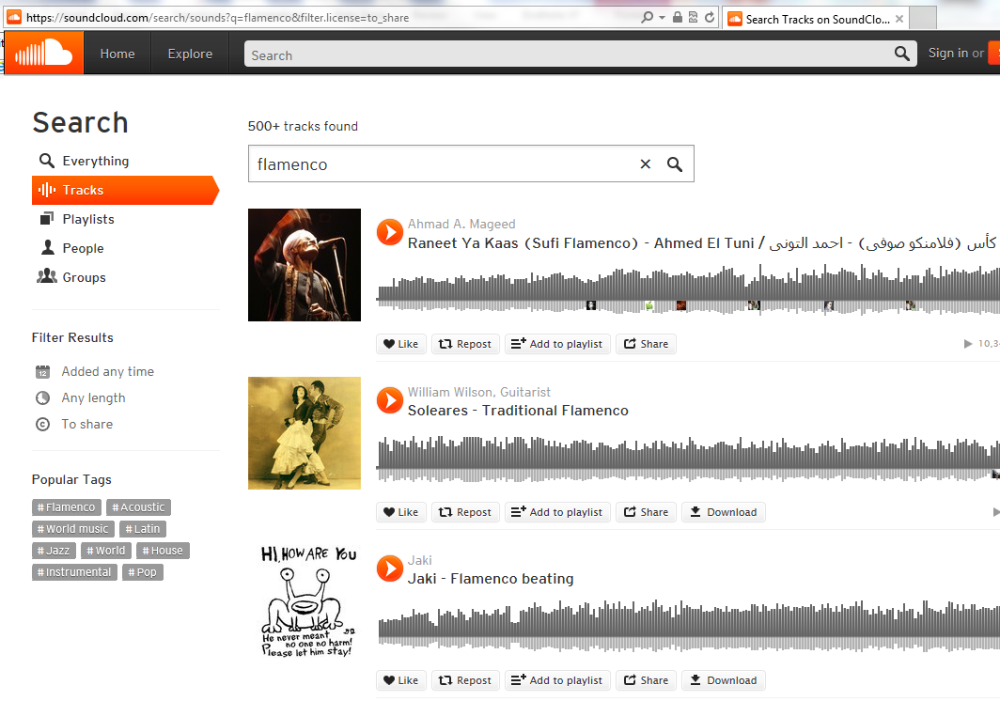 https://soundcloud.com/search/sounds?q=flamenco&filter.license=to_share
Search Tracks on SoundClo...
Home
Explore
Search
Sign in or
Search
Everything
Tracks
Playlists
People
Groups
Filter Results
12
Added any time
Any length
To share
Popular Tags
# Flamenco # Acoustic
# World music # Latin
# Jazz # World # House
# Instrumental # Pop
500+ tracks found
flamenco
Ahmad A. Mageed
Raneet Ya Kaas (Sufi Flamenco) - Ahmed El Tuni / كأس (فلامنكو صوفى) - احمد التونى
Like Repost Add to playlist Share
William Wilson, Guitarist
Soleares - Traditional Flamenco
Like Repost Add to playlist Share Download
HI, HOW ARE YOU
He never meant
no one no harm!
Please let him stay!
Jaki
Jaki - Flamenco beating
Like Repost Add to playlist Share Download